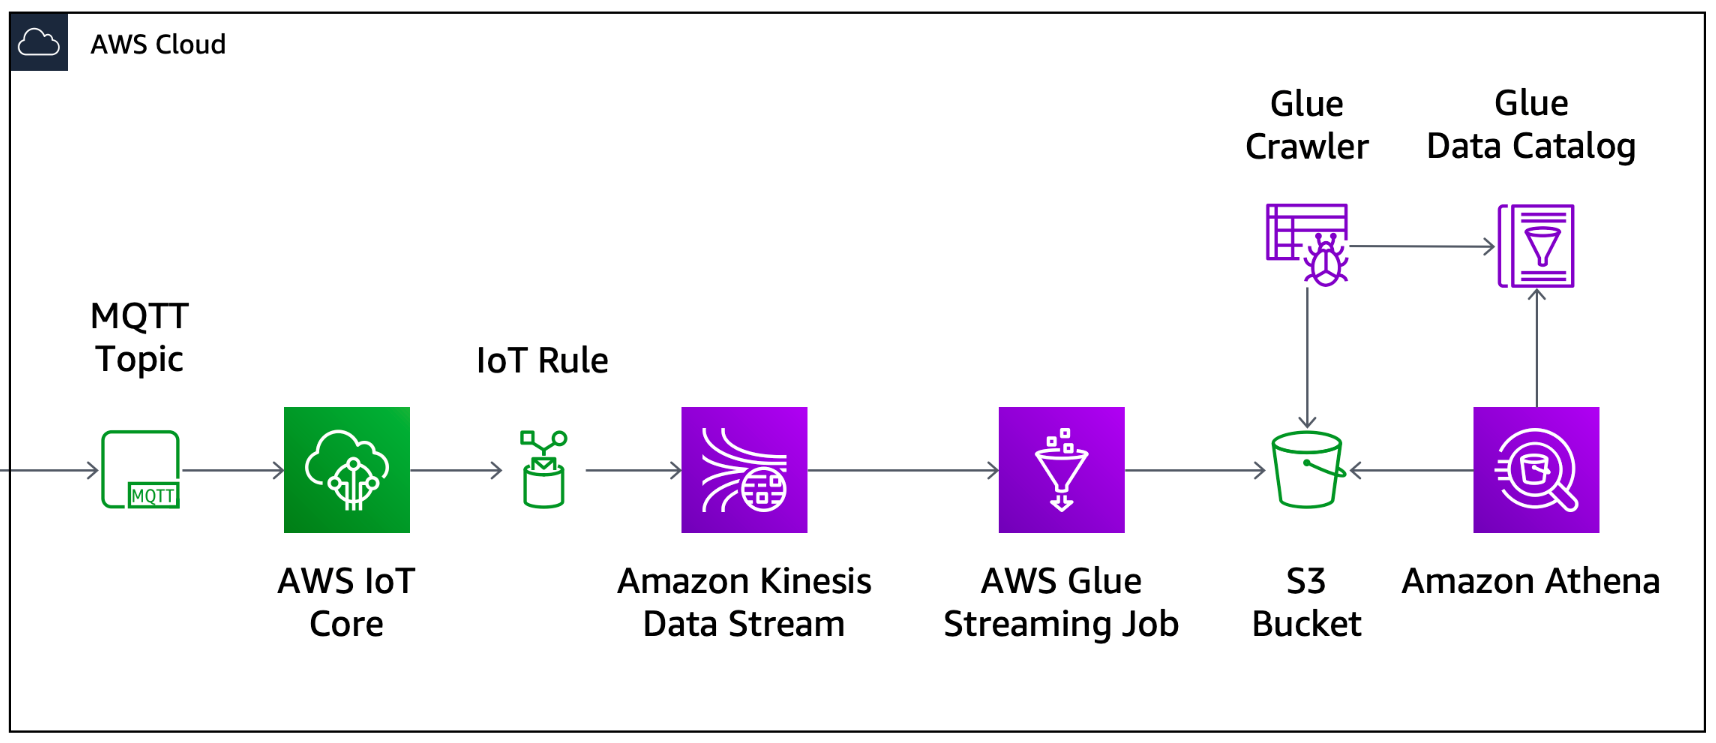 AWS Cloud
Glue
Crawler
Glue
Data Catalog
MQTT
Topic
IoT Rule
MQTT
AWS IoT
Core
Amazon Kinesis
Data Stream
AWS Glue
Streaming Job
S3
Bucket
Amazon Athena